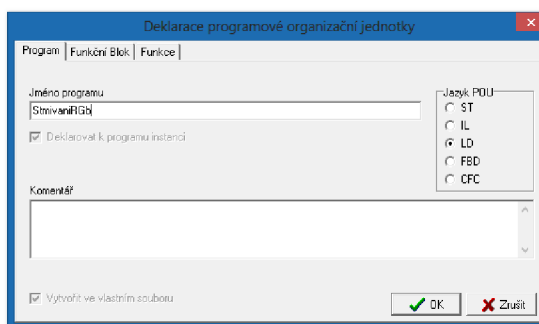 Deklarace programové organizační jednotky
Program Funkční Blok Funkce
Jméno programu
StmivaniRGb
Deklarovat k programu instanci
Jazyk POU
ST
IL
LD
FBD
CFC
Komentář
Vytvořit ve vlastním souboru
OK
Zrušit